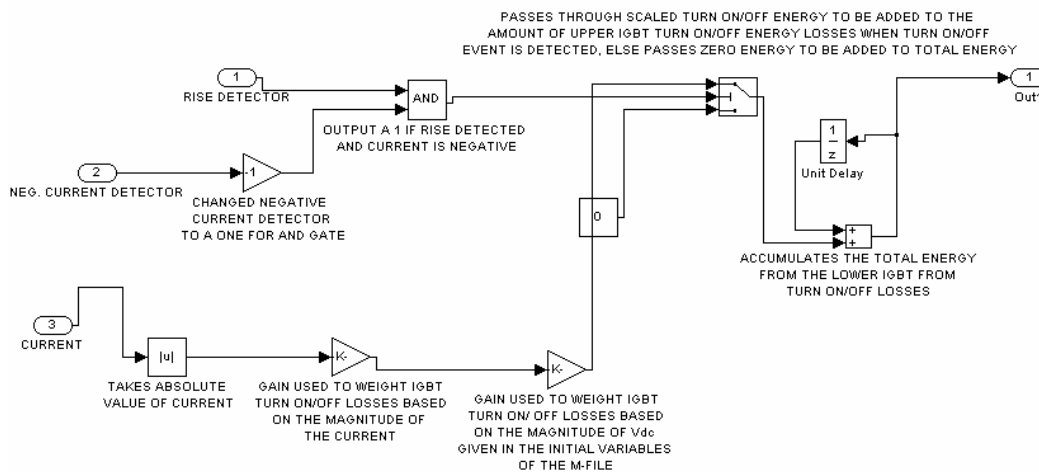 PASSES THROUGH SCALED TURN ON/OFF ENERGY TO BE ADDED TO THE
AMOUNT OF UPPER IGBT TURN ON/OFF ENERGY LOSSES WHEN TURN ON/OFF
EVENT IS DETECTED, ELSE PASSES ZERO ENERGY TO BE ADDED TO TOTAL ENERGY
1
RISE DETECTOR
AND
OUTPUT A 1 IF RISE DETECTED
AND CURRENT IS NEGATIVE
1
Out1
1
z
Unit Delay
2
NEG. CURRENT DETECTOR
-1
CHANGED NEGATIVE
CURRENT DETECTOR
TO A ONE FOR AND GATE
0
+
+
ACCUMULATES THE TOTAL ENERGY
FROM THE LOWER IGBT FROM
TURN ON/OFF LOSSES
3
CURRENT
|u|
TAKES ABSOLUTE
VALUE OF CURRENT
K-
GAIN USED TO WEIGHT IGBT
TURN ON/OFF LOSSES BASED
ON THE MAGNITUDE OF
THE CURRENT
K-
GAIN USED TO WEIGHT IGBT
TURN ON/ OFF LOSSES BASED
ON THE MAGNITUDE OF Vdc
GIVEN IN THE INITIAL VARIABLES
OF THE M-FILE